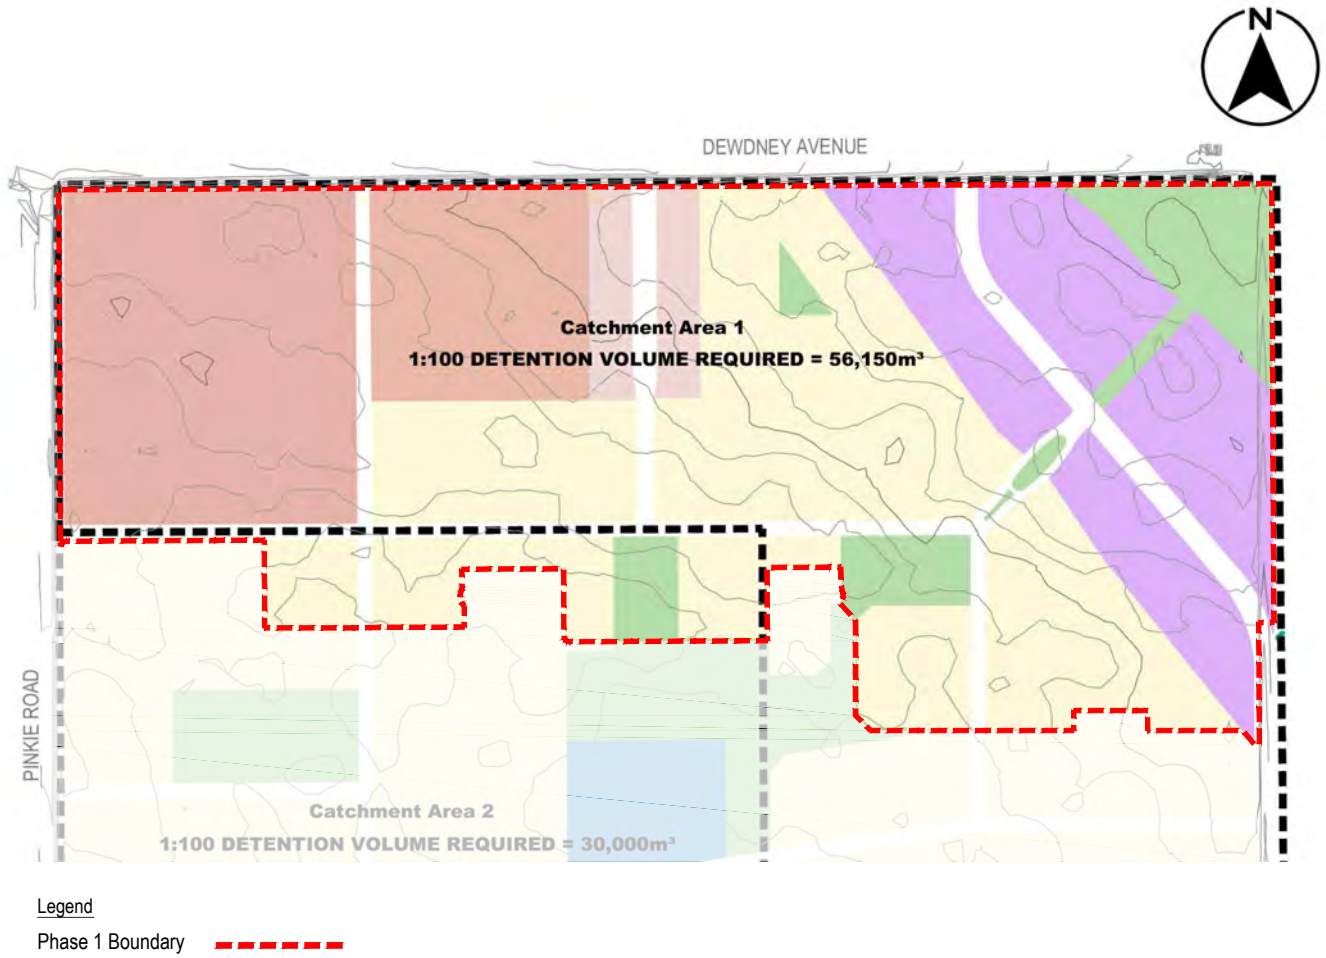 N
DEWDNEY AVENUE
Catchment Area 1
1:100 DETENTION VOLUME REQUIRED = 56,150m³
PINKIE ROAD
Catchment Area 2
1:100 DETENTION VOLUME REQUIRED = 30,000m³
Legend
Phase 1 Boundary